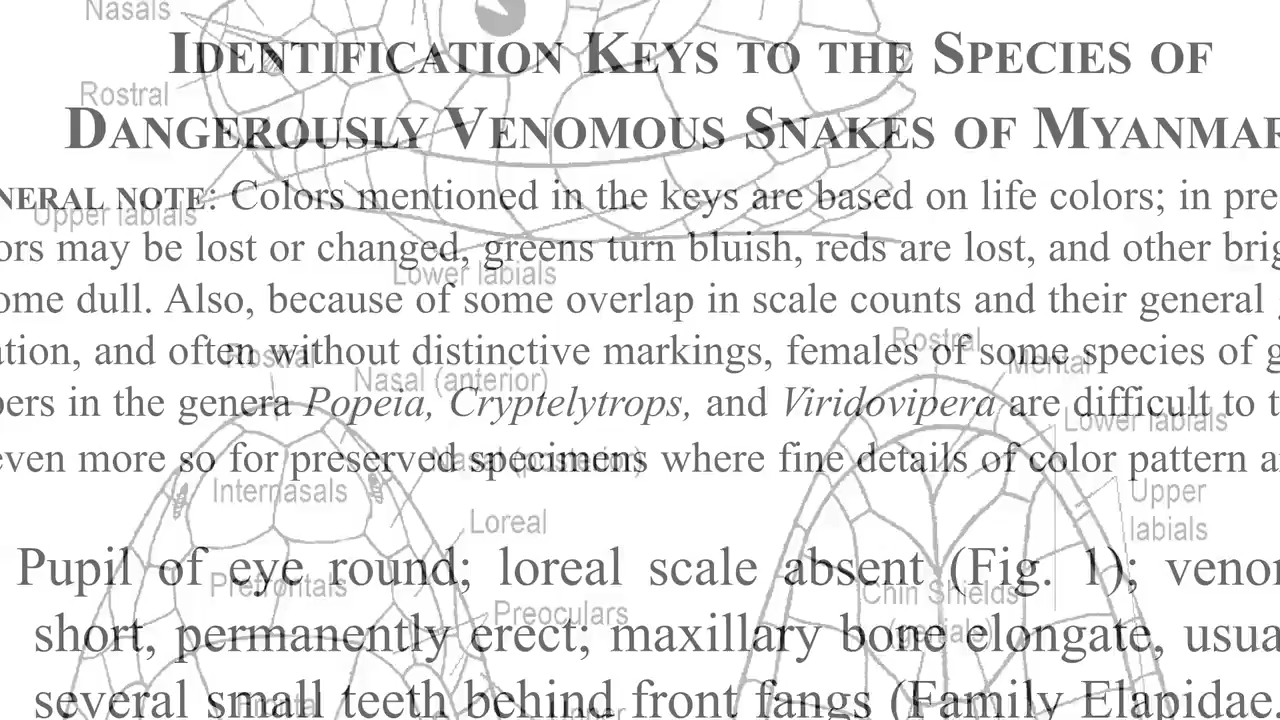 Nasals
IDENTIFICATION KEYS TO THE SPECIES OF
Rostral
DANGEROUSLY VENOMOUS SNAKES OF MYANMAR
NERAL NOTE: Colors mentioned in the keys are based on life colors; in pre
Upper labials
ors may be lost or changed, greens turn bluish, reds are lost, and other brig
Lower labials
ome dull. Also, because of some overlap in scale counts and their general
Rostral
ation, and often without distinctive markings, females of some species of g
Rostral
Mental
Nasal (anterior)
pers in the genera Popeia, Cryptelytrops, and Viridovipera are difficult to t
Lower labials
even more so for preserved specimens where fine details of color pattern a
Internasals
Upper
labials
Loreal
Pupil of eye round; loreal scale absent (Fig. 1); veno
Prefrontals
Chin Shields
Preoculars
short, permanently erect; maxillary bone elongate, usua
several small teeth behind front fangs (Family Elapidae